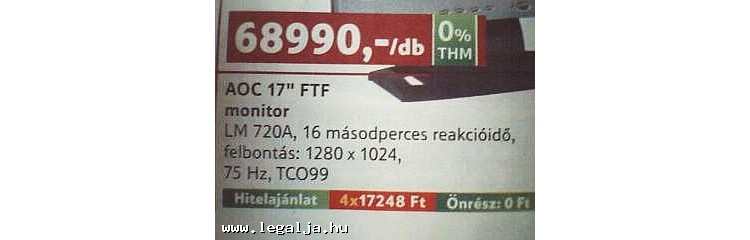 68990,-/db
0%
THM
AOC 17" FTF
monitor
LM 720A, 16 másodperces reakcióidő,
felbontás: 1280 x 1024,
75 Hz, TCO99
Hitelajánlat 4x17248 Ft Önrész: 0 Ft
www.legalja.hu